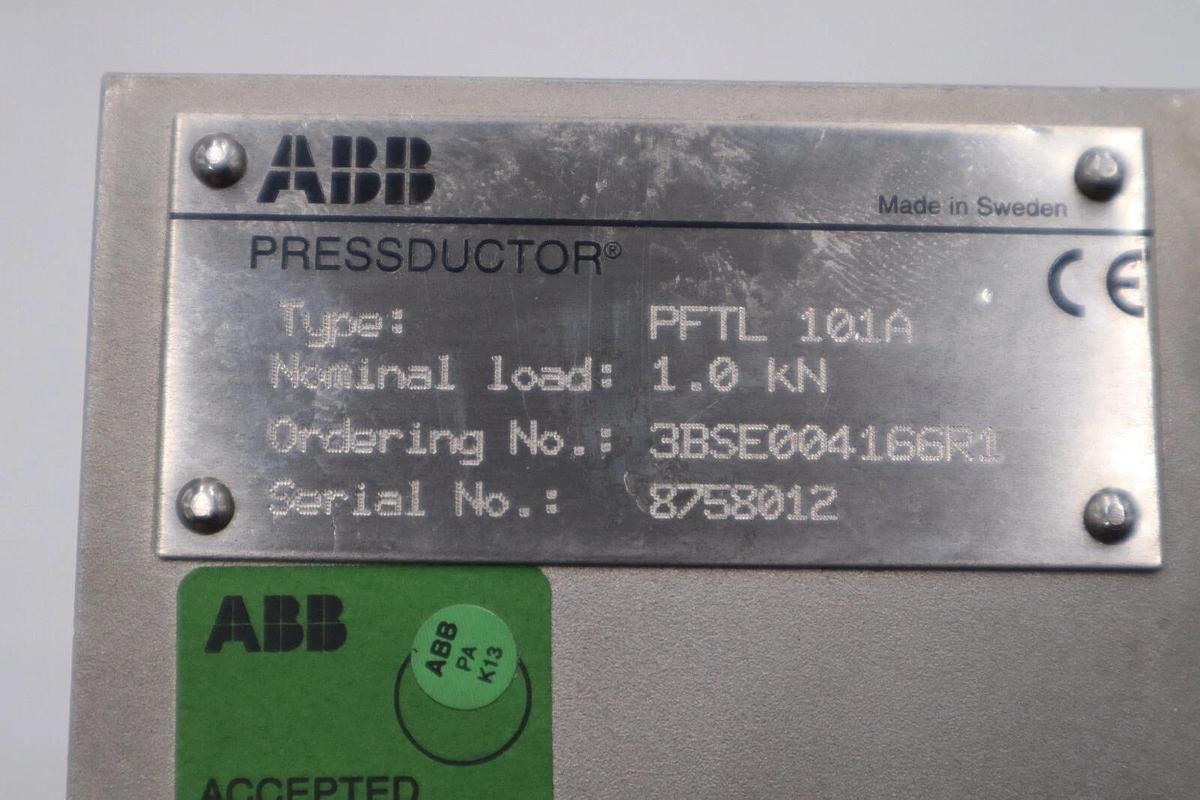 ABB
Made in Sweden
PRESSDUCTOR®
CE
Type: PFTL 101A
Nominal load: 1.0 kN
Ordering No.: 3BSE004166R1
Serial No.: 8758012
ABB
ABB
PA
K13
ACCEPTED